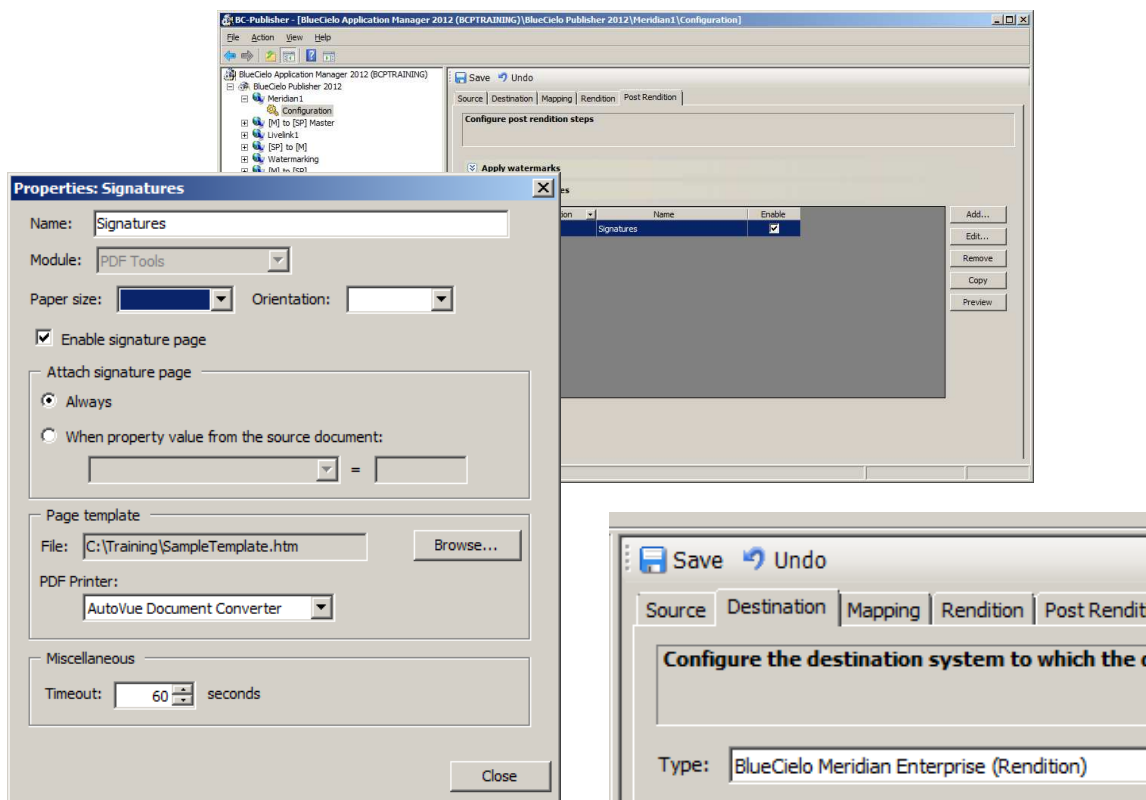 BC-Publisher - [BlueCielo Application Manager 2012 (BCPTRAINING)\BlueCielo Publisher 2012\Meridian1\Configuration]
File Action View Help
BlueCielo Application Manager 2012 (BCPTRAINING)
BlueCielo Publisher 2012
Meridian1
Configuration
[M] to [SP] Master
Livelink1
[SP] to [M]
Watermarking
[M] to [SP]
Save Undo
Source Destination Mapping Rendition Post Rendition
Configure post rendition steps
Apply watermarks
es
ion Name Enable
Signatures
Add...
Edit...
Remove
Copy
Preview
Properties: Signatures
Name: Signatures
Module: PDF Tools
Paper size: Orientation:
Enable signature page
Attach signature page
Always
When property value from the source document:
=
Page template
File: C:\Training\SampleTemplate.htm Browse...
PDF Printer:
AutoVue Document Converter
Miscellaneous
Timeout: 60 seconds
Close
Save Undo
Source Destination Mapping Rendition Post Rendit
Configure the destination system to which the
Type: BlueCielo Meridian Enterprise (Rendition)